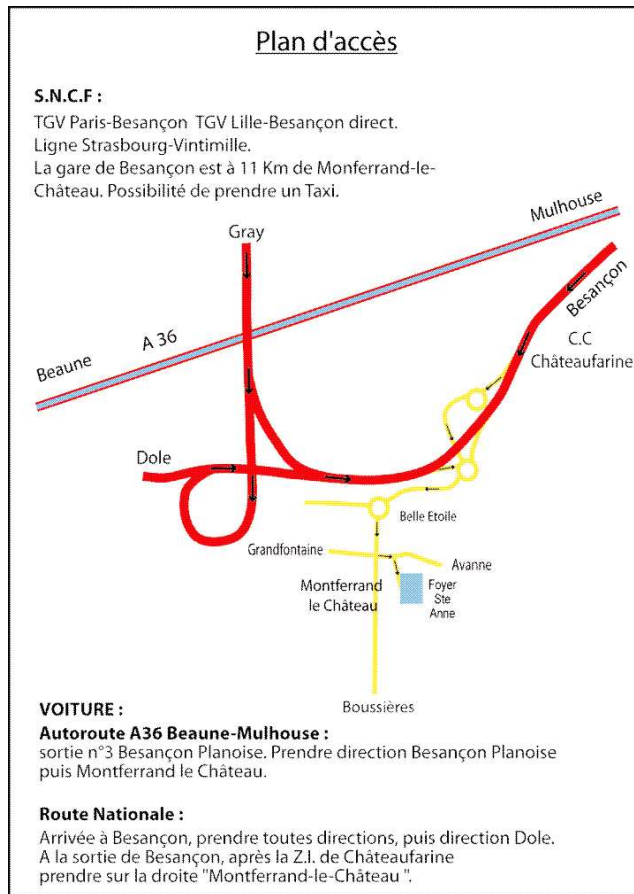 Plan d'accès
S.N.C.F :
TGV Paris-Besançon TGV Lille-Besançon direct.
Ligne Strasbourg-Vintimille.
La gare de Besançon est à 11 Km de Monferrand-le-
Château. Possibilité de prendre un Taxi.
Mulhouse
Gray
Besançon
A 36
C.C
Châteaufarine
Beaune
Dole
Belle Etoile
Grandfontaine
Avanne
Montferrand
le Château
Foyer
Ste
Anne
Boussières
VOITURE :
Autoroute A36 Beaune-Mulhouse :
sortie n°3 Besançon Planoise. Prendre direction Besançon Planoise
puis Montferrand le Château.
Route Nationale :
Arrivée à Besançon, prendre toutes directions, puis direction Dole.
A la sortie de Besançon, après la Z.I. de Châteaufarine
prendre sur la droite "Montferrand-le-Château ".